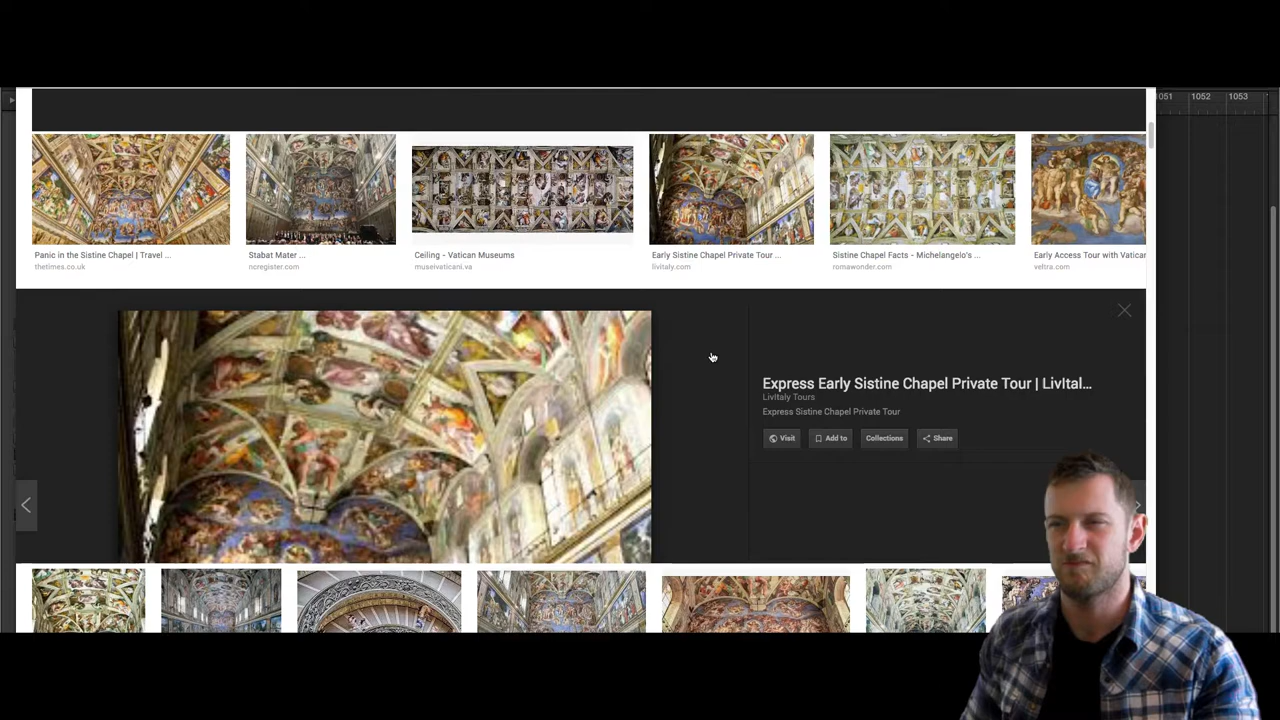 1051 1052 1053
Panic in the Sistine Chapel | Travel ...
thetimes.co.uk
Stabat Mater ...
ncregister.com
Ceiling - Vatican Museums
museivaticani.va
Early Sistine Chapel Private Tour ...
livitaly.com
Sistine Chapel Facts - Michelangelo's ...
romawonder.com
Early Access Tour with Vatican
veltra.com
Express Early Sistine Chapel Private Tour | LivItal...
LivItaly Tours
Express Sistine Chapel Private Tour
Visit Add to Collections Share